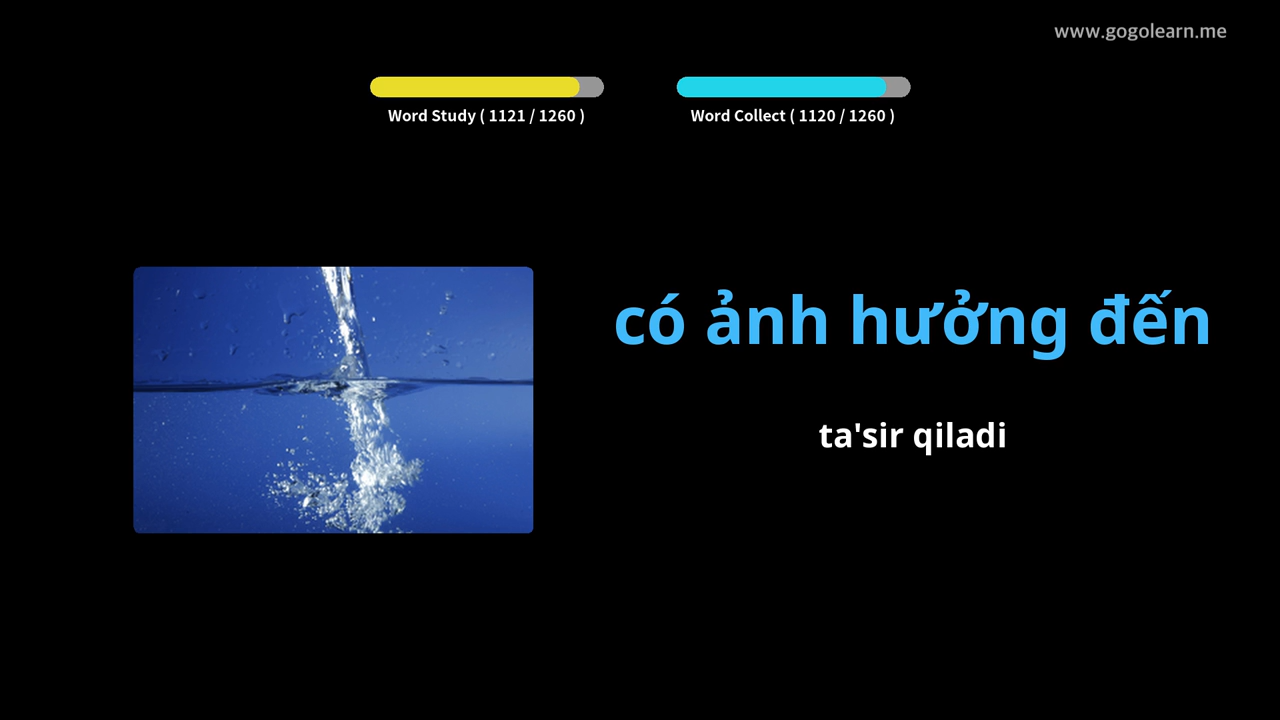 www.gogolearn.me
Word Study ( 1121 / 1260 )
Word Collect ( 1120 / 1260 )
có ảnh hưởng đến
ta'sir qiladi